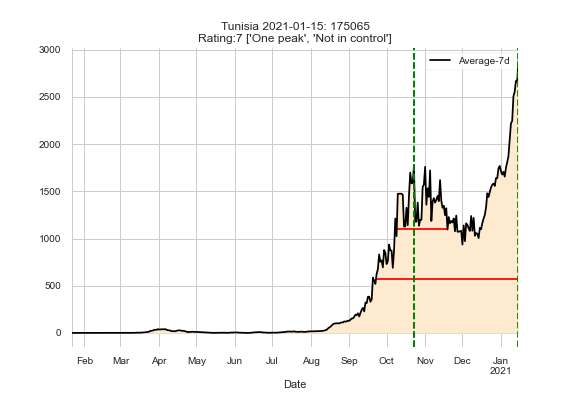 Tunisia 2021-01-15: 175065
Rating:7 ['One peak', 'Not in control']
Average-7d
3000
2500
2000
1500
1000
500
0
Feb Mar Apr May Jun Jul Aug Sep Oct Nov Dec Jan
2021
Date